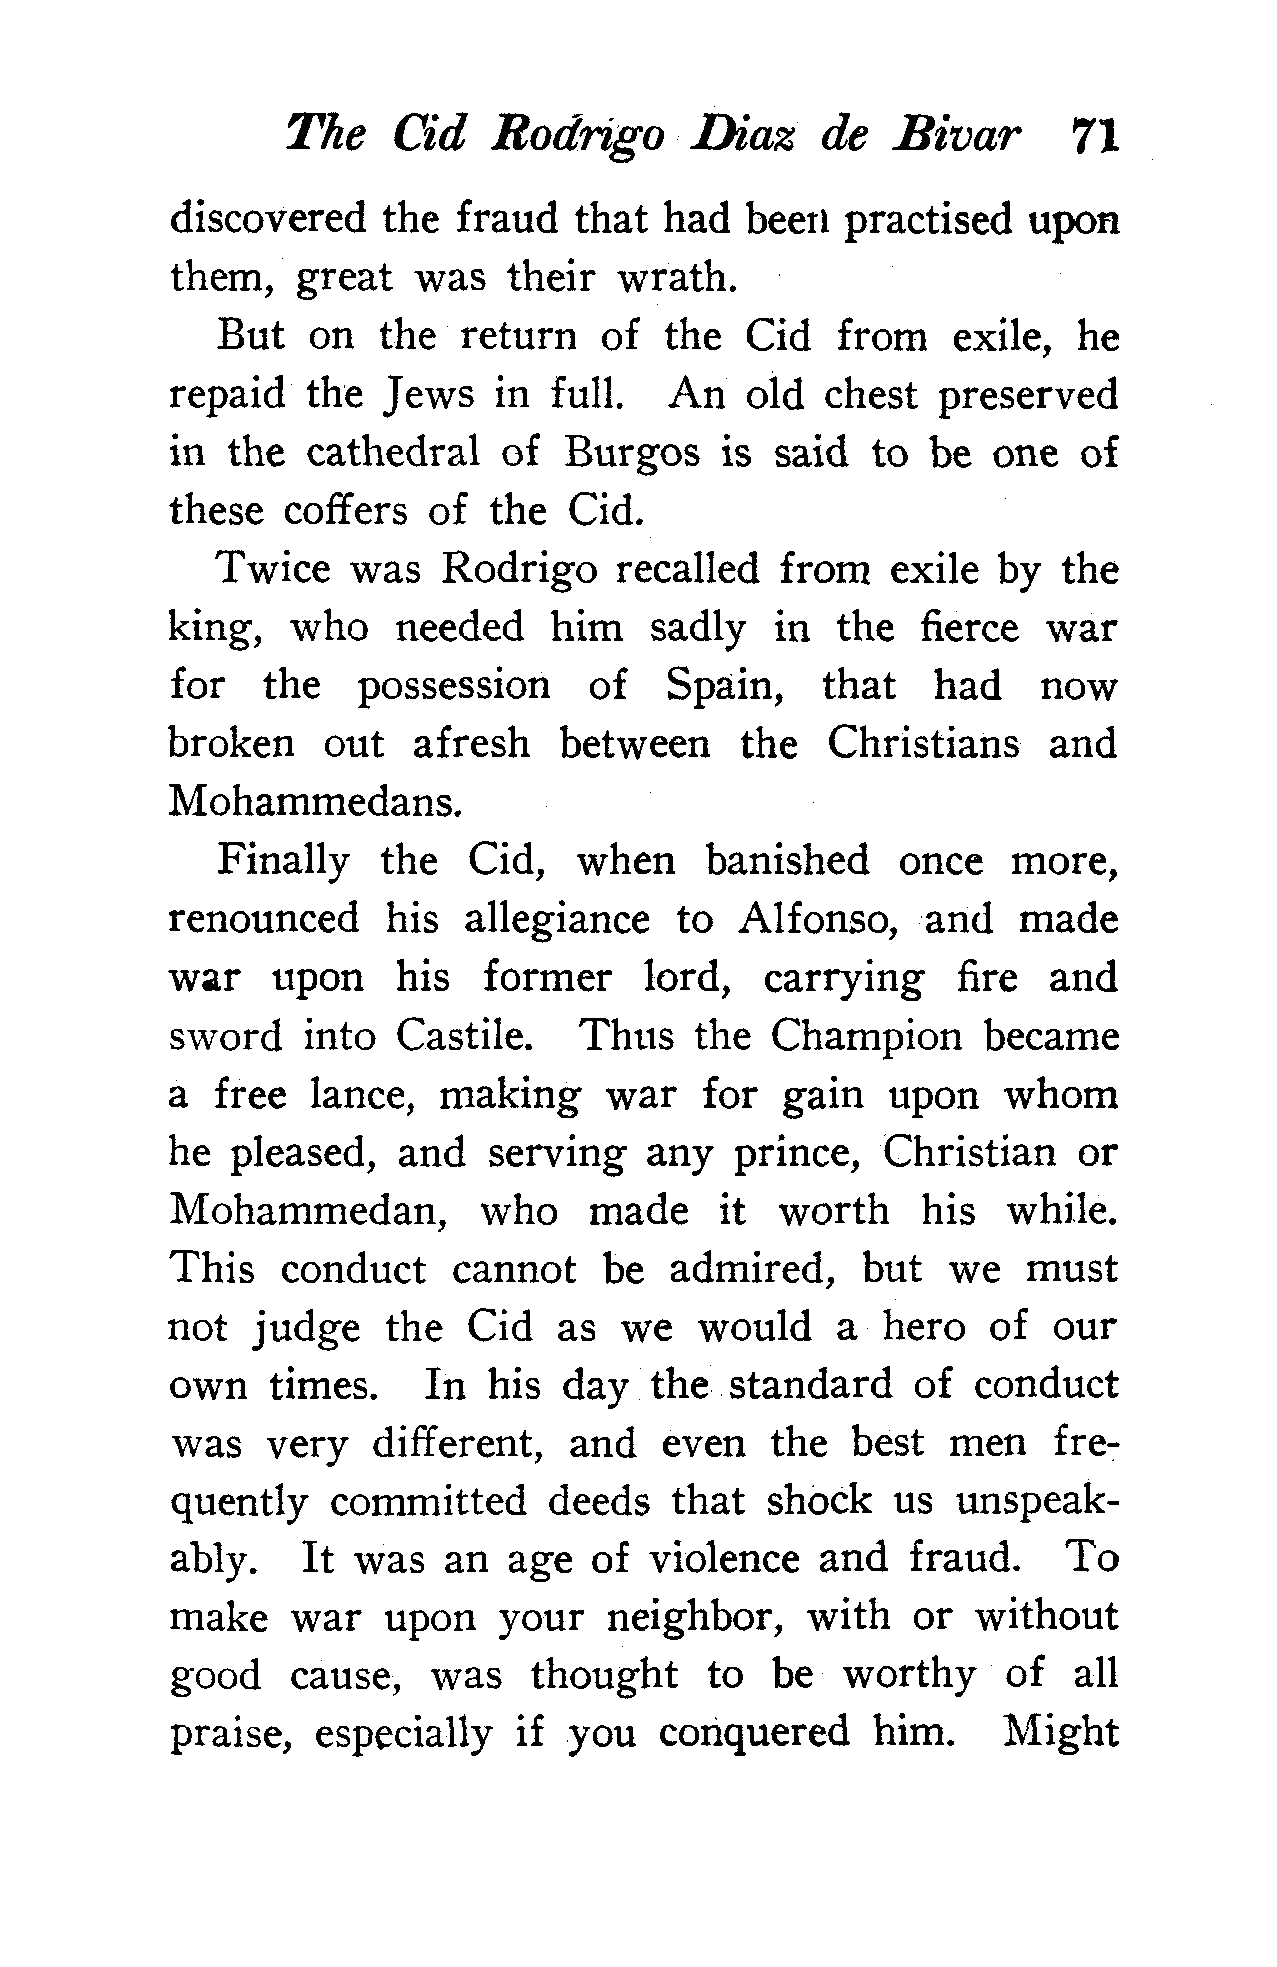 The Cid Rodrigo Diaz de Bivar 71
discovered the fraud that had been practised upon
them, great was their wrath.
But on the return of the Cid from exile, he
repaid the Jews in full. An old chest preserved
in the cathedral of Burgos is said to be one of
these coffers of the Cid.
Twice was Rodrigo recalled from exile by the
king, who needed him sadly in the fierce war
for the possession of Spain, that had now
broken out afresh between the Christians and
Mohammedans.
Finally the Cid, when banished once more,
renounced his allegiance to Alfonso, and made
war upon his former lord, carrying fire and
sword into Castile. Thus the Champion became
a free lance, making war for gain upon whom
he pleased, and serving any prince, Christian or
Mohammedan, who made it worth his while.
This conduct cannot be admired, but we must
not judge the Cid as we would a hero of our
own times. In his day the standard of conduct
was very different, and even the best men fre-
quently committed deeds that shock us unspeak-
ably. It was an age of violence and fraud. To
make war upon your neighbor, with or without
good cause, was thought to be worthy of all
praise, especially if you conquered him. Might